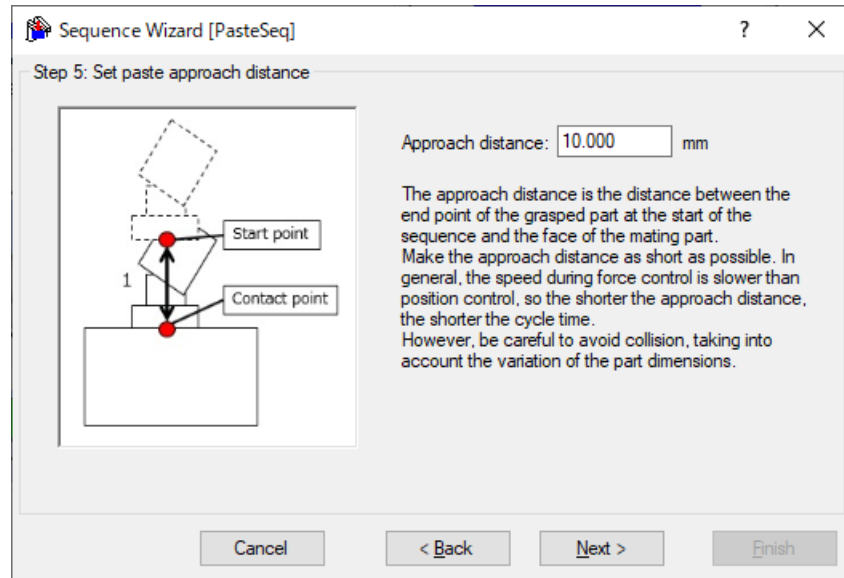 Sequence Wizard [PasteSeq]
?
Step 5: Set paste approach distance
Start point
1
Contact point
Approach distance: 10.000 mm
The approach distance is the distance between the
end point of the grasped part at the start of the
sequence and the face of the mating part.
Make the approach distance as short as possible. In
general, the speed during force control is slower than
position control, so the shorter the approach distance,
the shorter the cycle time.
However, be careful to avoid collision, taking into
account the variation of the part dimensions.
Cancel
< Back
Next >
Finish